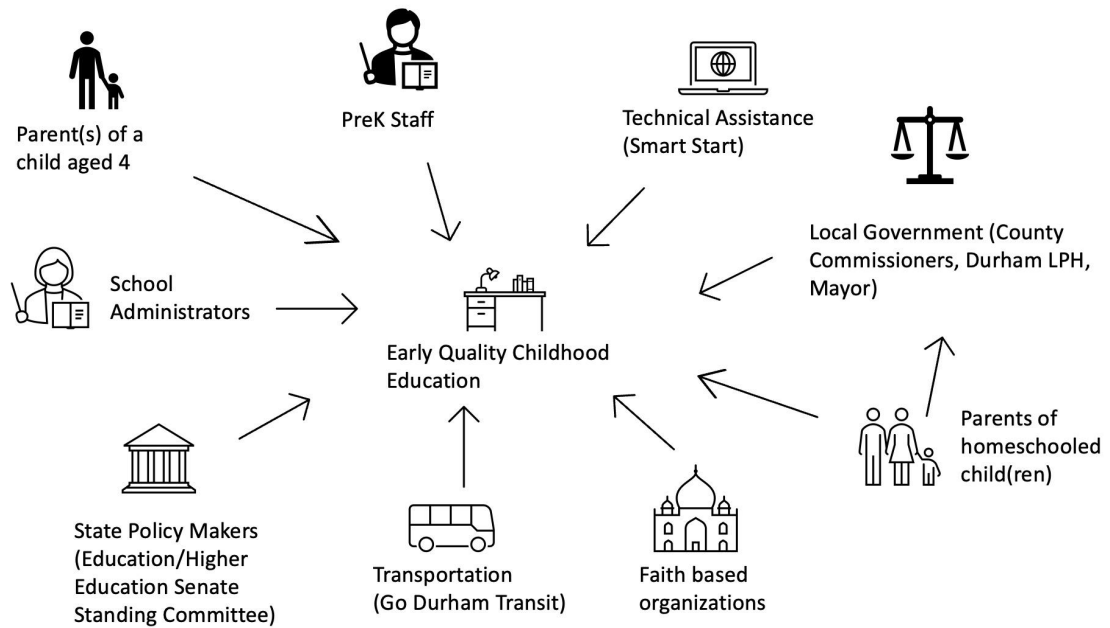 Parent(s) of a
child aged 4
PreK Staff
Technical Assistance
(Smart Start)
Local Government (County
Commissioners, Durham LPH,
Mayor)
School
Administrators
Early Quality Childhood
Education
Parents of
homeschooled
child(ren)
State Policy Makers
(Education/Higher
Education Senate
Standing Committee)
Transportation
(Go Durham Transit)
Faith based
organizations